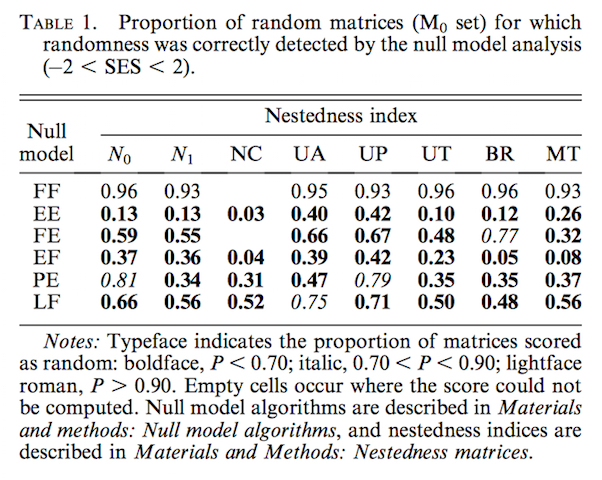 TABLE 1. Proportion of random matrices (M0 set) for which
randomness was correctly detected by the null model analysis
(−2 < SES < 2).
Nestedness index
Null
model N0 N1 NC UA UP UT BR MT
FF 0.96 0.93 0.95 0.93 0.96 0.96 0.93
EE 0.13 0.13 0.03 0.40 0.42 0.10 0.12 0.26
FE 0.59 0.55 0.66 0.67 0.48 0.77 0.32
EF 0.37 0.36 0.04 0.39 0.42 0.23 0.05 0.08
PE 0.81 0.34 0.31 0.47 0.79 0.35 0.35 0.37
LF 0.66 0.56 0.52 0.75 0.71 0.50 0.48 0.56
Notes: Typeface indicates the proportion of matrices scored
as random: boldface, P < 0.70; italic, 0.70 < P < 0.90; lightface
roman, P > 0.90. Empty cells occur where the score could not
be computed. Null model algorithms are described in Materials
and methods: Null model algorithms, and nestedness indices are
described in Materials and Methods: Nestedness matrices.